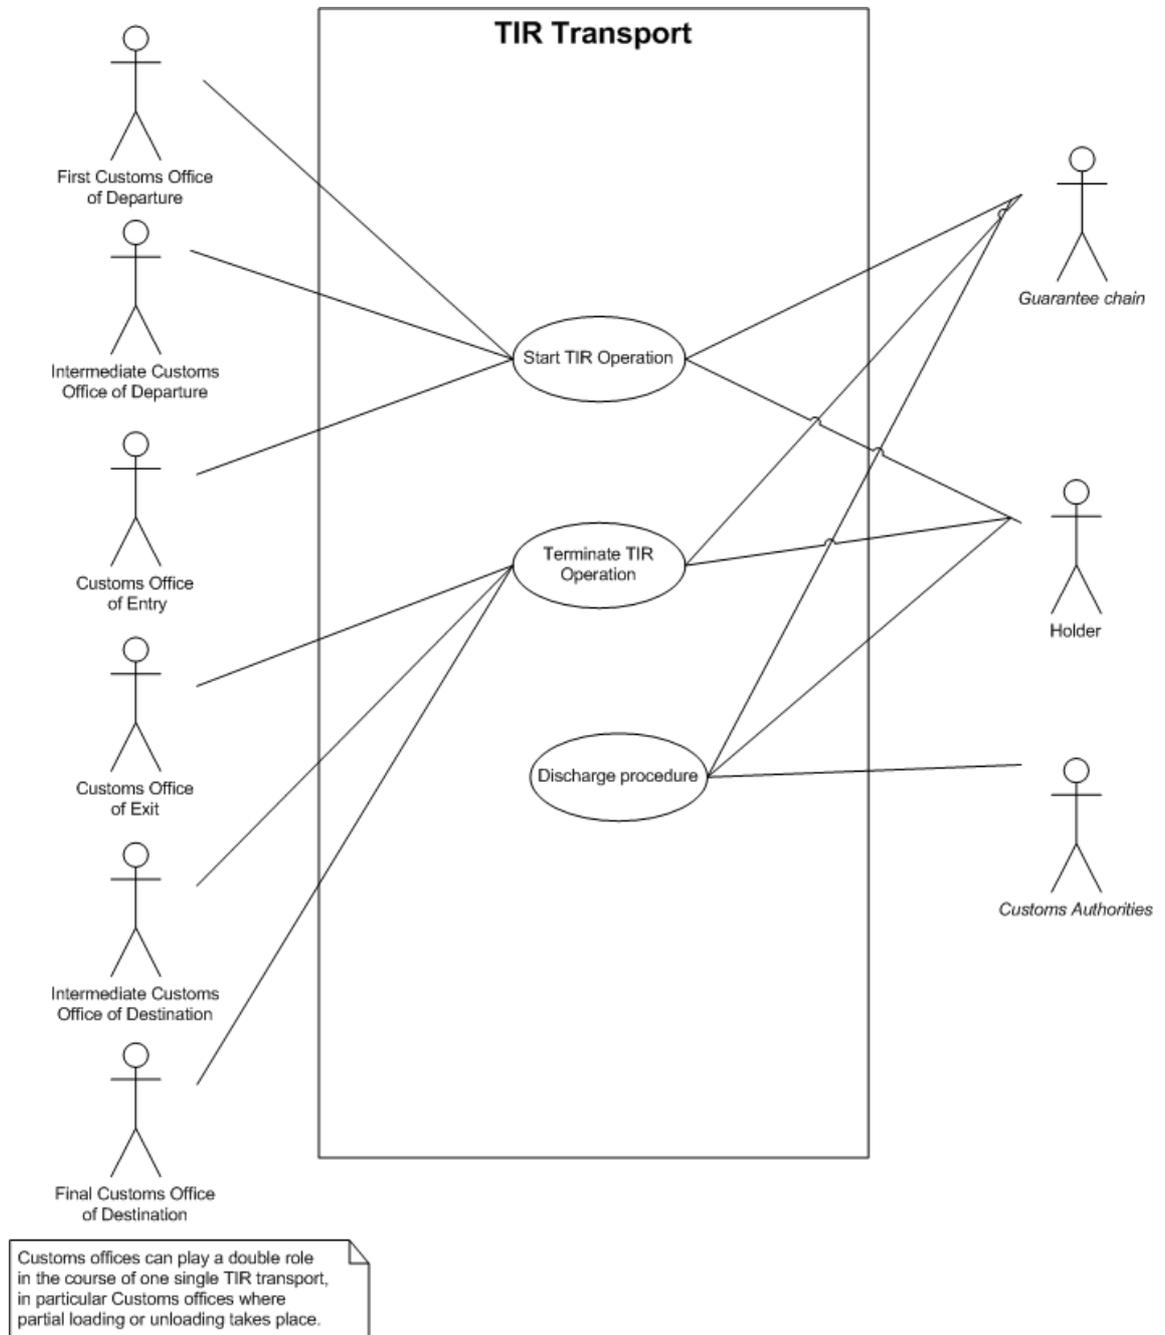 TIR Transport
First Customs Office
of Departure
Intermediate Customs
Office of Departure
Customs Office
of Entry
Customs Office
of Exit
Intermediate Customs
Office of Destination
Final Customs Office
of Destination
Start TIR Operation
Terminate TIR
Operation
Discharge procedure
Guarantee chain
Holder
Customs Authorities
Customs offices can play a double role
in the course of one single TIR transport,
in particular Customs offices where
partial loading or unloading takes place.